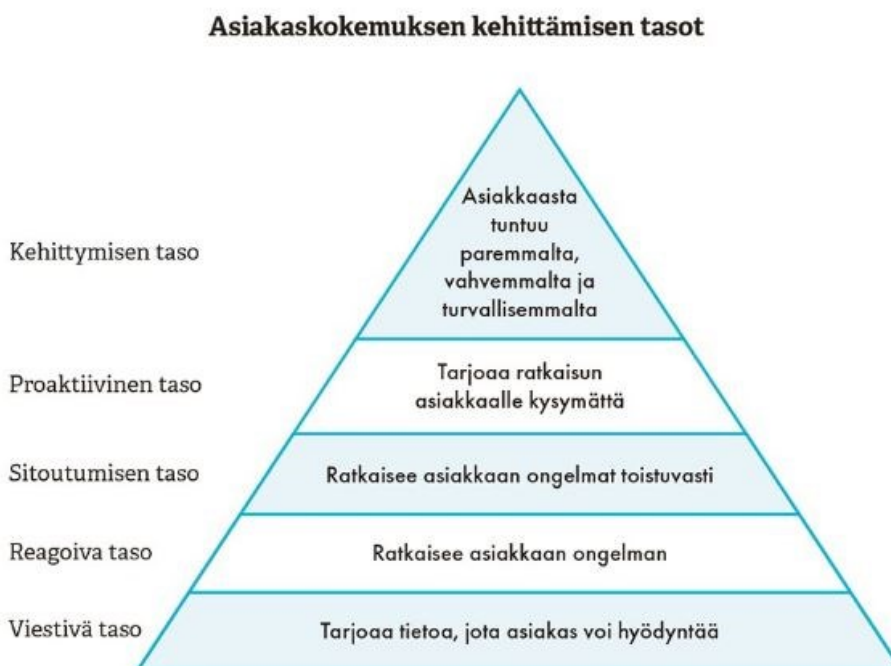 Asiakaskokemuksen kehittämisen tasot
Kehittymisen taso
Asiakkaasta
tuntuu
paremmalta,
vahvemmalta ja
turvallisemmalta
Proaktiivinen taso
Tarjoaa ratkaisun
asiakkaalle kysymättä
Sitoutumisen taso
Ratkaisee asiakkaan ongelmat toistuvasti
Reagoiva taso
Ratkaisee asiakkaan ongelman
Viestivä taso
Tarjoaa tietoa, jota asiakas voi hyödyntää